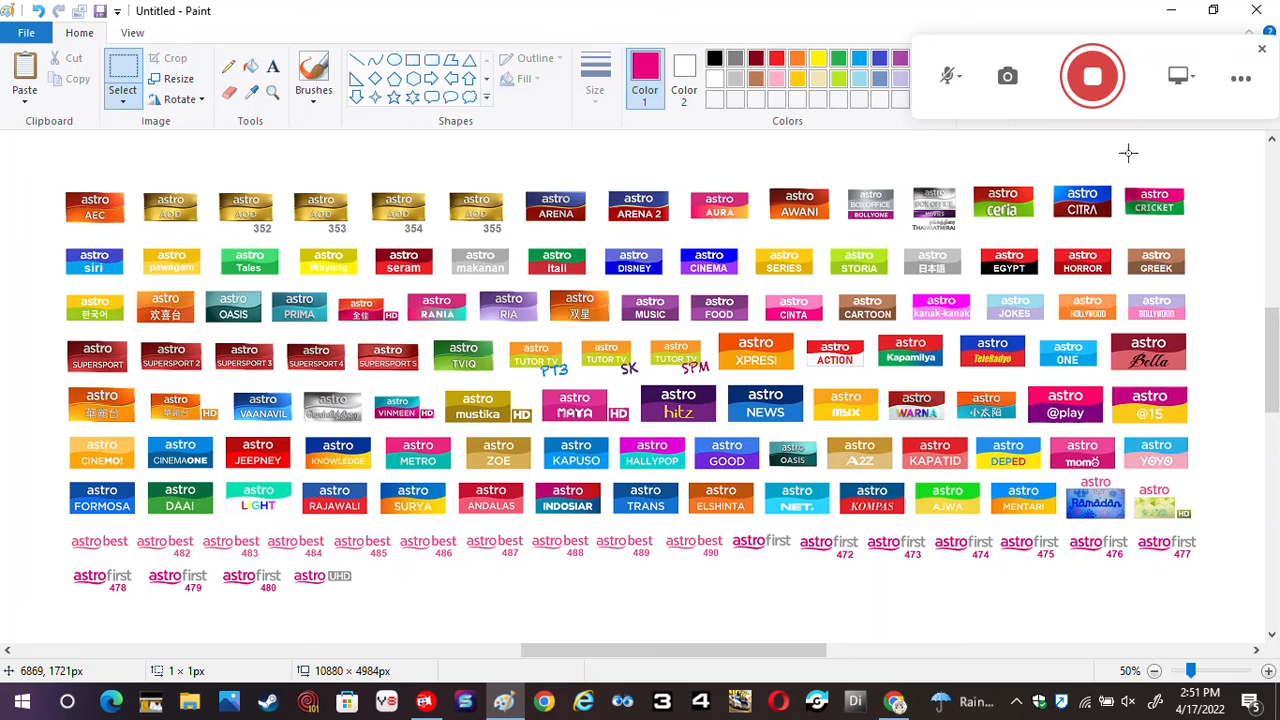 Untitled - Paint
File Home View
Paste Cut Copy Select Crop Resize Rotate Brushes Outline Fill Size Color 1 Color 2
Clipboard Image Tools Shapes Colors
astro AEC astro AOD astro AOD 352 astro AOD 353 astro AOD 354 astro AOD 355 astro ARENA astro ARENA 2 astro AURA astro AWANI astro BOX OFFICE BOLLYONE astro BOX OFFICE MOVIES THANGATHIRAI astro ceria astro CITRA astro CRICKET
astro siri astro pawagam astro Tales astro Wayang astro seram astro makanan astro itali astro DISNEY astro CINEMA astro SERIES astro STORIA astro 日本語 astro EGYPT astro HORROR astro GREEK
astro 한국어 astro 欢喜台 astro OASIS astro PRIMA astro 全佳 HD astro RANIA astro RIA astro 双星 astro MUSIC astro FOOD astro CINTA astro CARTOON astro kanak-kanak astro JOKES astro HOLLYWOOD astro BOLLYWOOD
astro SUPERSPORT astro SUPERSPORT 2 astro SUPERSPORT 3 astro SUPERSPORT 4 astro SUPERSPORT 5 astro TVIQ astro TUTOR TV PT3 astro TUTOR TV SK astro TUTOR TV SPM astro XPRESI astro ACTION astro Kapamilya astro TeleRadyo astro ONE astro Bella
astro 華麗台 astro 華麗台 HD astro VAANAVIL astro astro VINMEEN HD astro mustika HD astro MAYA HD astro hitz astro NEWS astro myx astro WARNA astro 小太阳 astro @play astro @15
astro CINEMO! astro CINEMAONE astro JEEPNEY astro KNOWLEDGE astro METRO astro ZOE astro KAPUSO astro HALLYPOP astro GOOD astro OASIS astro A2Z astro KAPATID astro DEPED astro momo astro YOYO
astro FORMOSA astro DAAI astro LIGHT astro RAJAWALI astro SURYA astro ANDALAS astro INDOSIAR astro TRANS astro ELSHINTA astro NET. astro KOMPAS astro AJWA astro MENTARI astro Ramadan astro HD
astro best astro best 482 astro best 483 astro best 484 astro best 485 astro best 486 astro best 487 astro best 488 astro best 489 astro best 490 astro first astro first 472 astro first 473 astro first 474 astro first 475 astro first 476 astro first 477
astro first 478 astro first 479 astro first 480 astro UHD
6869, 1721px 1 × 1px 10880 × 4984px 50%
Rain... 2:51 PM
4/17/2022 5